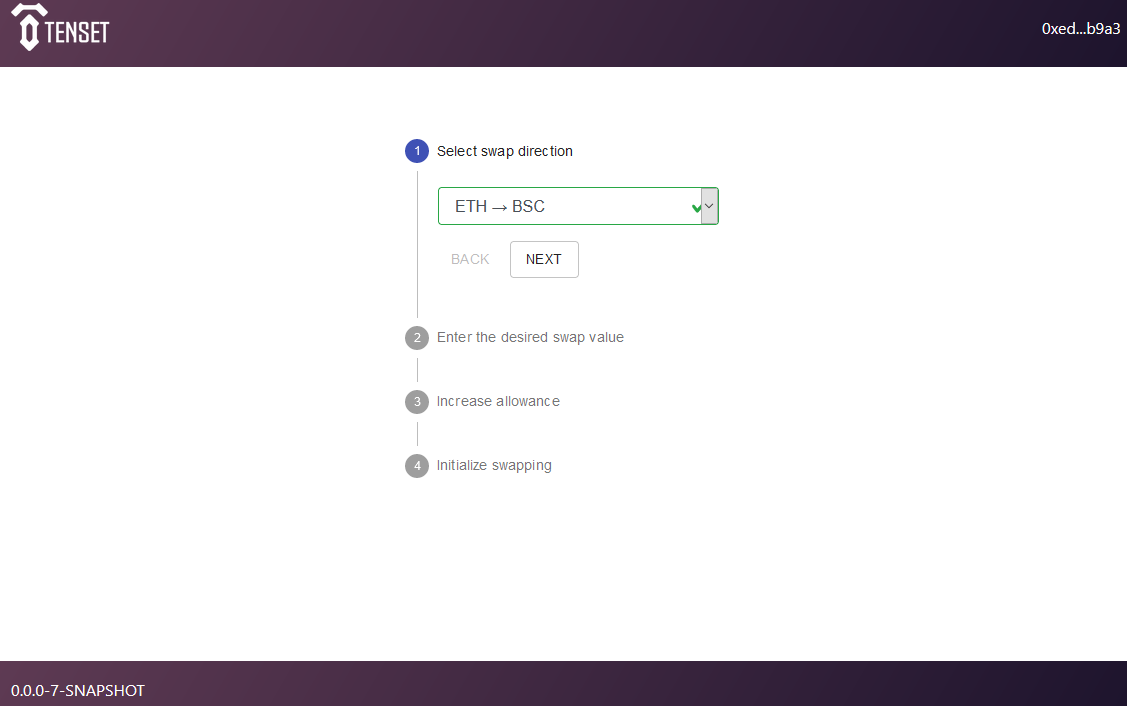 TENSET
0xed...b9a3
1 Select swap direction
ETH → BSC
BACK NEXT
2 Enter the desired swap value
3 Increase allowance
4 Initialize swapping
0.0.0-7-SNAPSHOT